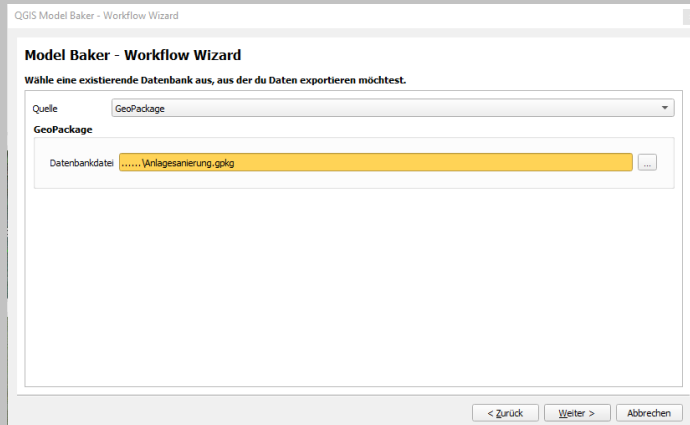 QGIS Model Baker - Workflow Wizard
Model Baker - Workflow Wizard
Wähle eine existierende Datenbank aus, aus der du Daten exportieren möchtest.
Quelle GeoPackage
GeoPackage
Datenbankdatei ......\Anlagesanierung.gpkg ...
< Zurück Weiter > Abbrechen